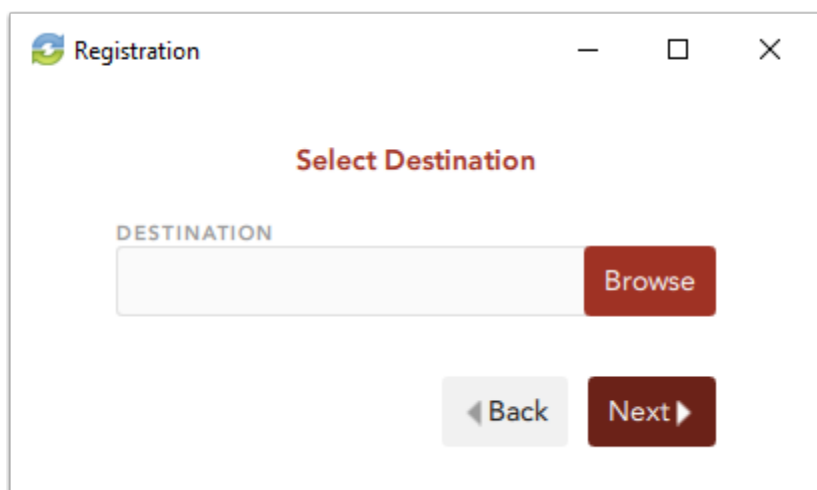 Registration
Select Destination
DESTINATION
Browse
Back
Next